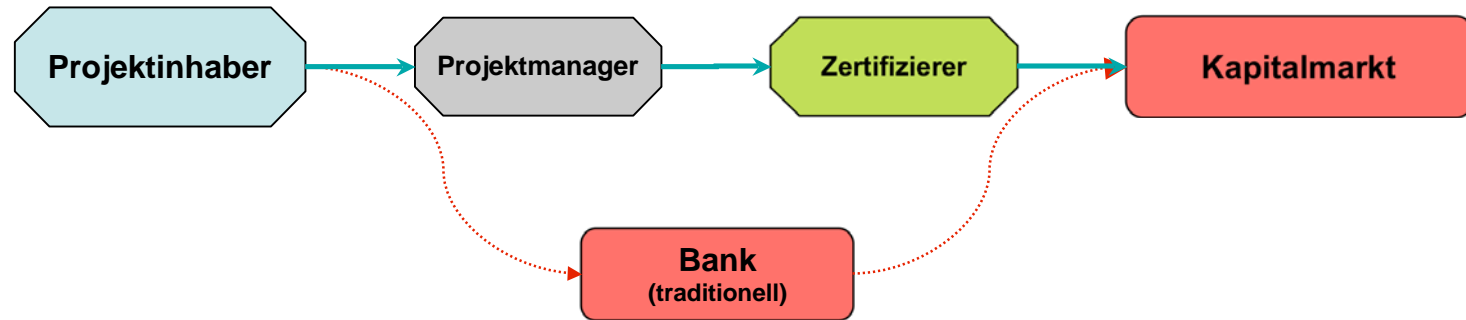 Projektinhaber
Projektmanager
Zertifizierer
Kapitalmarkt
Bank
(traditionell)